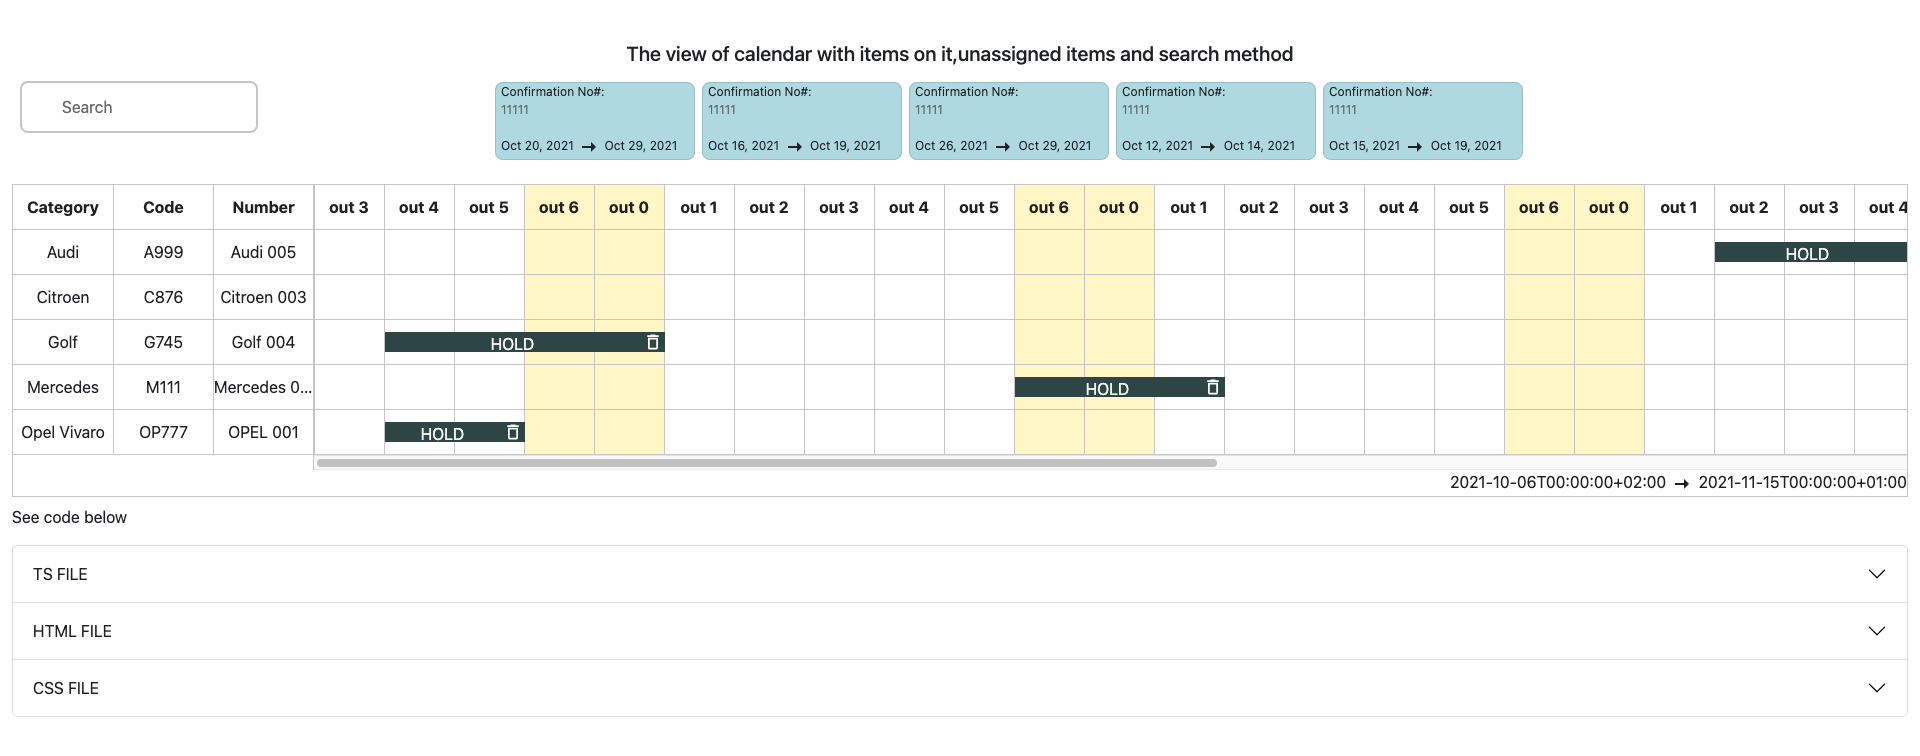 The view of calendar with items on it,unassigned items and search method
Search
Confirmation No#:
11111
Oct 20, 2021 → Oct 29, 2021
Confirmation No#:
11111
Oct 16, 2021 → Oct 19, 2021
Confirmation No#:
11111
Oct 26, 2021 → Oct 29, 2021
Confirmation No#:
11111
Oct 12, 2021 → Oct 14, 2021
Confirmation No#:
11111
Oct 15, 2021 → Oct 19, 2021
Category Code Number out 3 out 4 out 5 out 6 out 0 out 1 out 2 out 3 out 4 out 5 out 6 out 0 out 1 out 2 out 3 out 4 out 5 out 6 out 0 out 1 out 2 out 3 out 4
Audi A999 Audi 005 HOLD
Citroen C876 Citroen 003
Golf G745 Golf 004 HOLD
Mercedes M111 Mercedes 0... HOLD
Opel Vivaro OP777 OPEL 001 HOLD
2021-10-06T00:00:00+02:00 → 2021-11-15T00:00:00+01:00
See code below
TS FILE
HTML FILE
CSS FILE